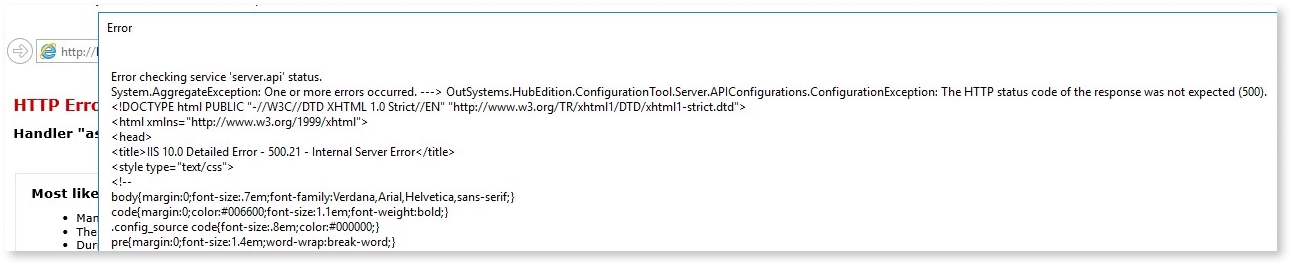 Error
http://
Error checking service 'server.api' status.
System.AggregateException: One or more errors occurred. ---> OutSystems.HubEdition.ConfigurationTool.Server.APIConfigurations.ConfigurationException: The HTTP status code of the response was not expected (500).
HTTP Erro
<!DOCTYPE html PUBLIC "-//W3C//DTD XHTML 1.0 Strict//EN" "http://www.w3.org/TR/xhtml1/DTD/xhtml1-strict.dtd">
<html xmlns="http://www.w3.org/1999/xhtml">
Handler "as
<head>
<title>IIS 10.0 Detailed Error - 500.21 - Internal Server Error</title>
<style type="text/css">
<!--
Most like
body{margin:0;font-size:.7em;font-family:Verdana,Arial,Helvetica,sans-serif;}
code{margin:0;color:#006600;font-size:1.1em;font-weight:bold;}
• Man
.config_source code{font-size:.8em;color:#000000;}
• The
pre{margin:0;font-size:1.4em;word-wrap:break-word;}
• Dur